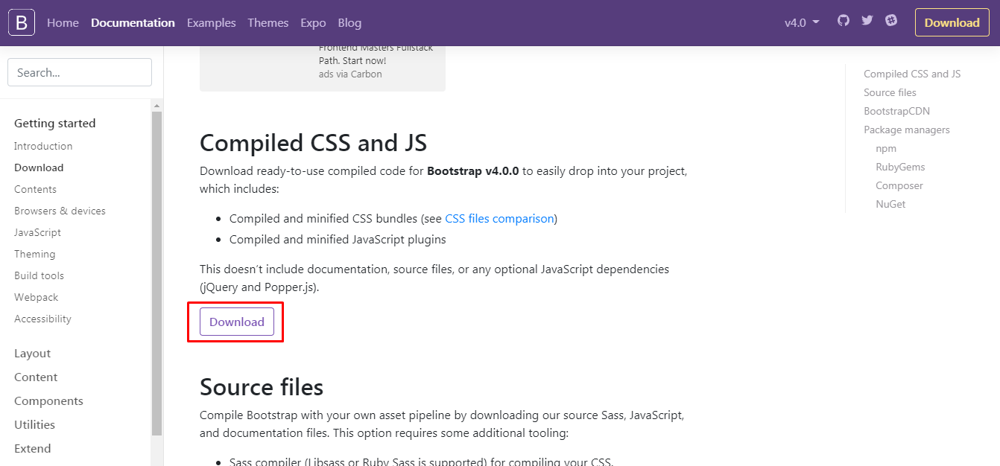 B Home Documentation Examples Themes Expo Blog v4.0 Download
Search...
Getting started
Introduction
Download
Contents
Browsers & devices
JavaScript
Theming
Build tools
Webpack
Accessibility
Layout
Content
Components
Utilities
Extend
Frontend Masters Fullstack
Path. Start now!
ads via Carbon
Compiled CSS and JS
Download ready-to-use compiled code for Bootstrap v4.0.0 to easily drop into your project,
which includes:
• Compiled and minified CSS bundles (see CSS files comparison)
• Compiled and minified JavaScript plugins
This doesn’t include documentation, source files, or any optional JavaScript dependencies
(jQuery and Popper.js).
Download
Source files
Compile Bootstrap with your own asset pipeline by downloading our source Sass, JavaScript,
and documentation files. This option requires some additional tooling:
• Sass compiler (Libsass or Ruby Sass is supported) for compiling your CSS.
Compiled CSS and JS
Source files
BootstrapCDN
Package managers
npm
RubyGems
Composer
NuGet